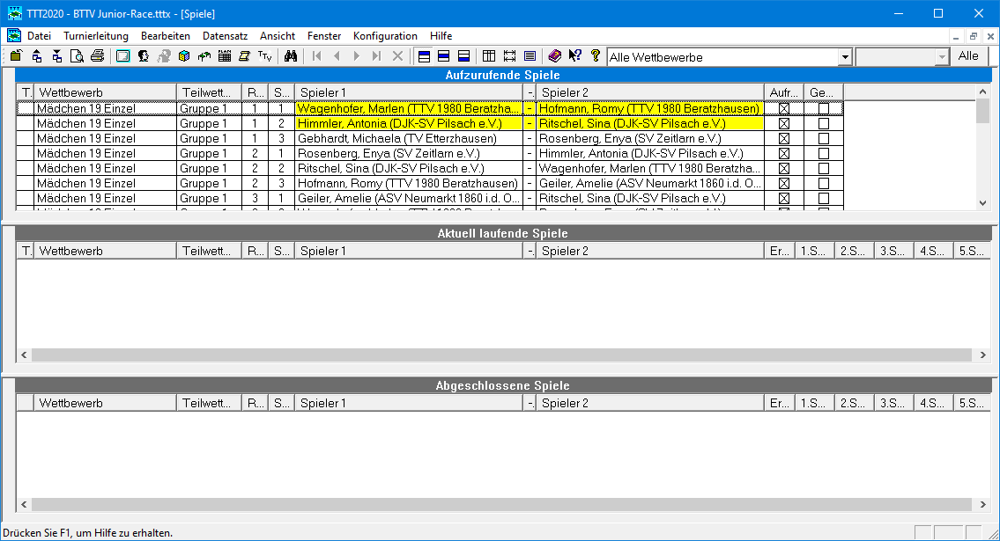 TTT2020 - BTTV Junior-Race.tttx - [Spiele]
Datei Turnierleitung Bearbeiten Datensatz Ansicht Fenster Konfiguration Hilfe
Alle Wettbewerbe Alle
Aufzurufende Spiele
T. Wettbewerb Teilwett... R... S... Spieler 1 -. Spieler 2 Aufr... Ge...
Mädchen 19 Einzel Gruppe 1 1 1 Wagenhofer, Marlen (TTV 1980 Beratzha... - Hofmann, Romy (TTV 1980 Beratzhausen)
Mädchen 19 Einzel Gruppe 1 1 2 Himmler, Antonia (DJK-SV Pilsach e.V.) - Ritschel, Sina (DJK-SV Pilsach e.V.)
Mädchen 19 Einzel Gruppe 1 1 3 Gebhardt, Michaela (TV Etterzhausen) - Rosenberg, Enya (SV Zeitlarn e.V.)
Mädchen 19 Einzel Gruppe 1 2 1 Rosenberg, Enya (SV Zeitlarn e.V.) - Himmler, Antonia (DJK-SV Pilsach e.V.)
Mädchen 19 Einzel Gruppe 1 2 2 Ritschel, Sina (DJK-SV Pilsach e.V.) - Wagenhofer, Marlen (TTV 1980 Beratzha...
Mädchen 19 Einzel Gruppe 1 2 3 Hofmann, Romy (TTV 1980 Beratzhausen) - Geiler, Amelie (ASV Neumarkt 1860 i.d. O...
Mädchen 19 Einzel Gruppe 1 3 1 Geiler, Amelie (ASV Neumarkt 1860 i.d. O... - Ritschel, Sina (DJK-SV Pilsach e.V.)
Aktuell laufende Spiele
T. Wettbewerb Teilwett... R... S... Spieler 1 -. Spieler 2 Er... 1.S... 2.S... 3.S... 4.S... 5.S...
Abgeschlossene Spiele
Wettbewerb Teilwett... R... S... Spieler 1 -. Spieler 2 Er... 1.S... 2.S... 3.S... 4.S... 5.S...
Drücken Sie F1, um Hilfe zu erhalten.